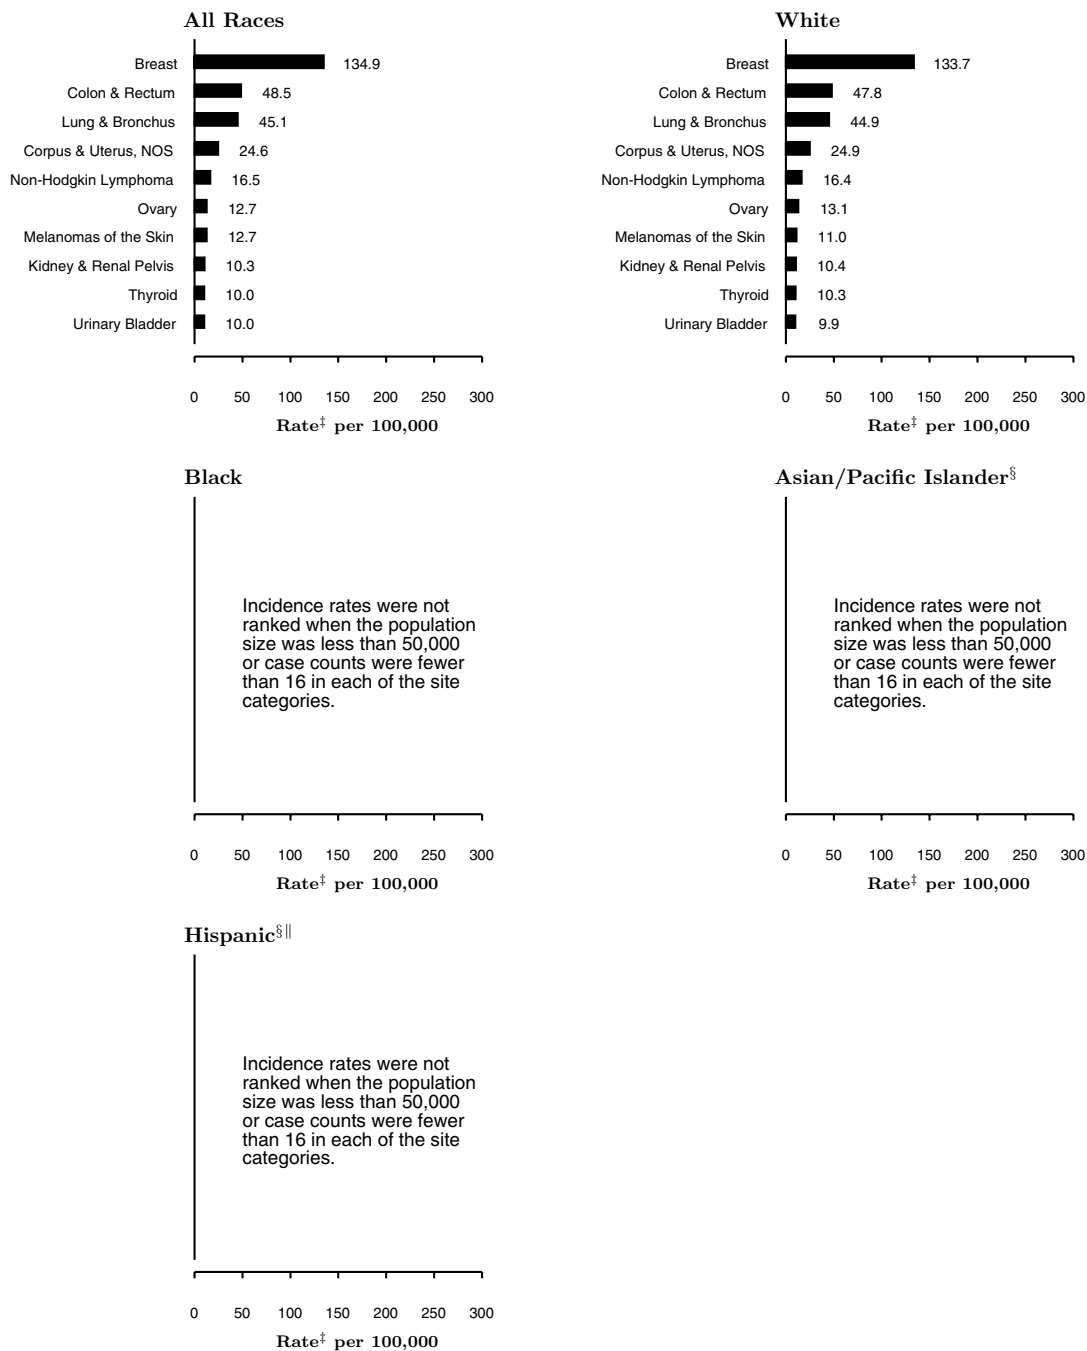 All Races
Breast 134.9
Colon & Rectum 48.5
Lung & Bronchus 45.1
Corpus & Uterus, NOS 24.6
Non-Hodgkin Lymphoma 16.5
Ovary 12.7
Melanomas of the Skin 12.7
Kidney & Renal Pelvis 10.3
Thyroid 10.0
Urinary Bladder 10.0
0 50 100 150 200 250 300
Rate‡ per 100,000
White
Breast 133.7
Colon & Rectum 47.8
Lung & Bronchus 44.9
Corpus & Uterus, NOS 24.9
Non-Hodgkin Lymphoma 16.4
Ovary 13.1
Melanomas of the Skin 11.0
Kidney & Renal Pelvis 10.4
Thyroid 10.3
Urinary Bladder 9.9
0 50 100 150 200 250 300
Rate‡ per 100,000
Black
Incidence rates were not
ranked when the population
size was less than 50,000
or case counts were fewer
than 16 in each of the site
categories.
0 50 100 150 200 250 300
Rate‡ per 100,000
Asian/Pacific Islander§
Incidence rates were not
ranked when the population
size was less than 50,000
or case counts were fewer
than 16 in each of the site
categories.
0 50 100 150 200 250 300
Rate‡ per 100,000
Hispanic§‖
Incidence rates were not
ranked when the population
size was less than 50,000
or case counts were fewer
than 16 in each of the site
categories.
0 50 100 150 200 250 300
Rate‡ per 100,000